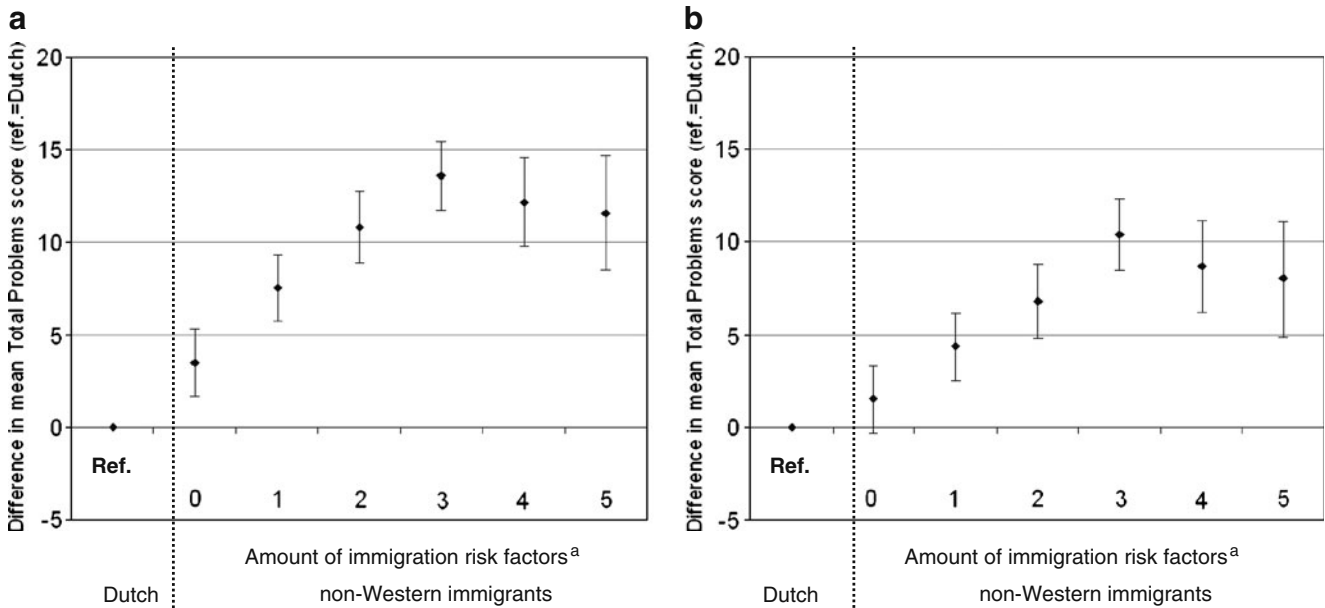 a
Difference in mean Total Problems score (ref.=Dutch)
20
15
10
5
0
-5
Ref.
0 1 2 3 4 5
Amount of immigration risk factorsᵃ
Dutch non-Western immigrants
b
Difference in mean Total Problems score (ref.=Dutch)
20
15
10
5
0
-5
Ref.
0 1 2 3 4 5
Amount of immigration risk factorsᵃ
Dutch non-Western immigrants